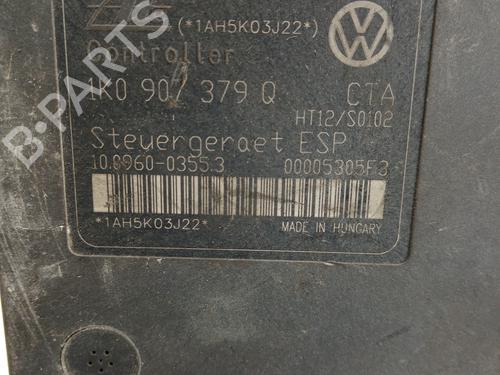 (*1AH5K03J22*)
Controller
1K0 907 379 Q CTA
HT12/S0102
Steuergeraet ESP
10.0960-0355.3 00005305F3
*1AH5K03J22*
MADE IN HUNGARY
B-PARTS